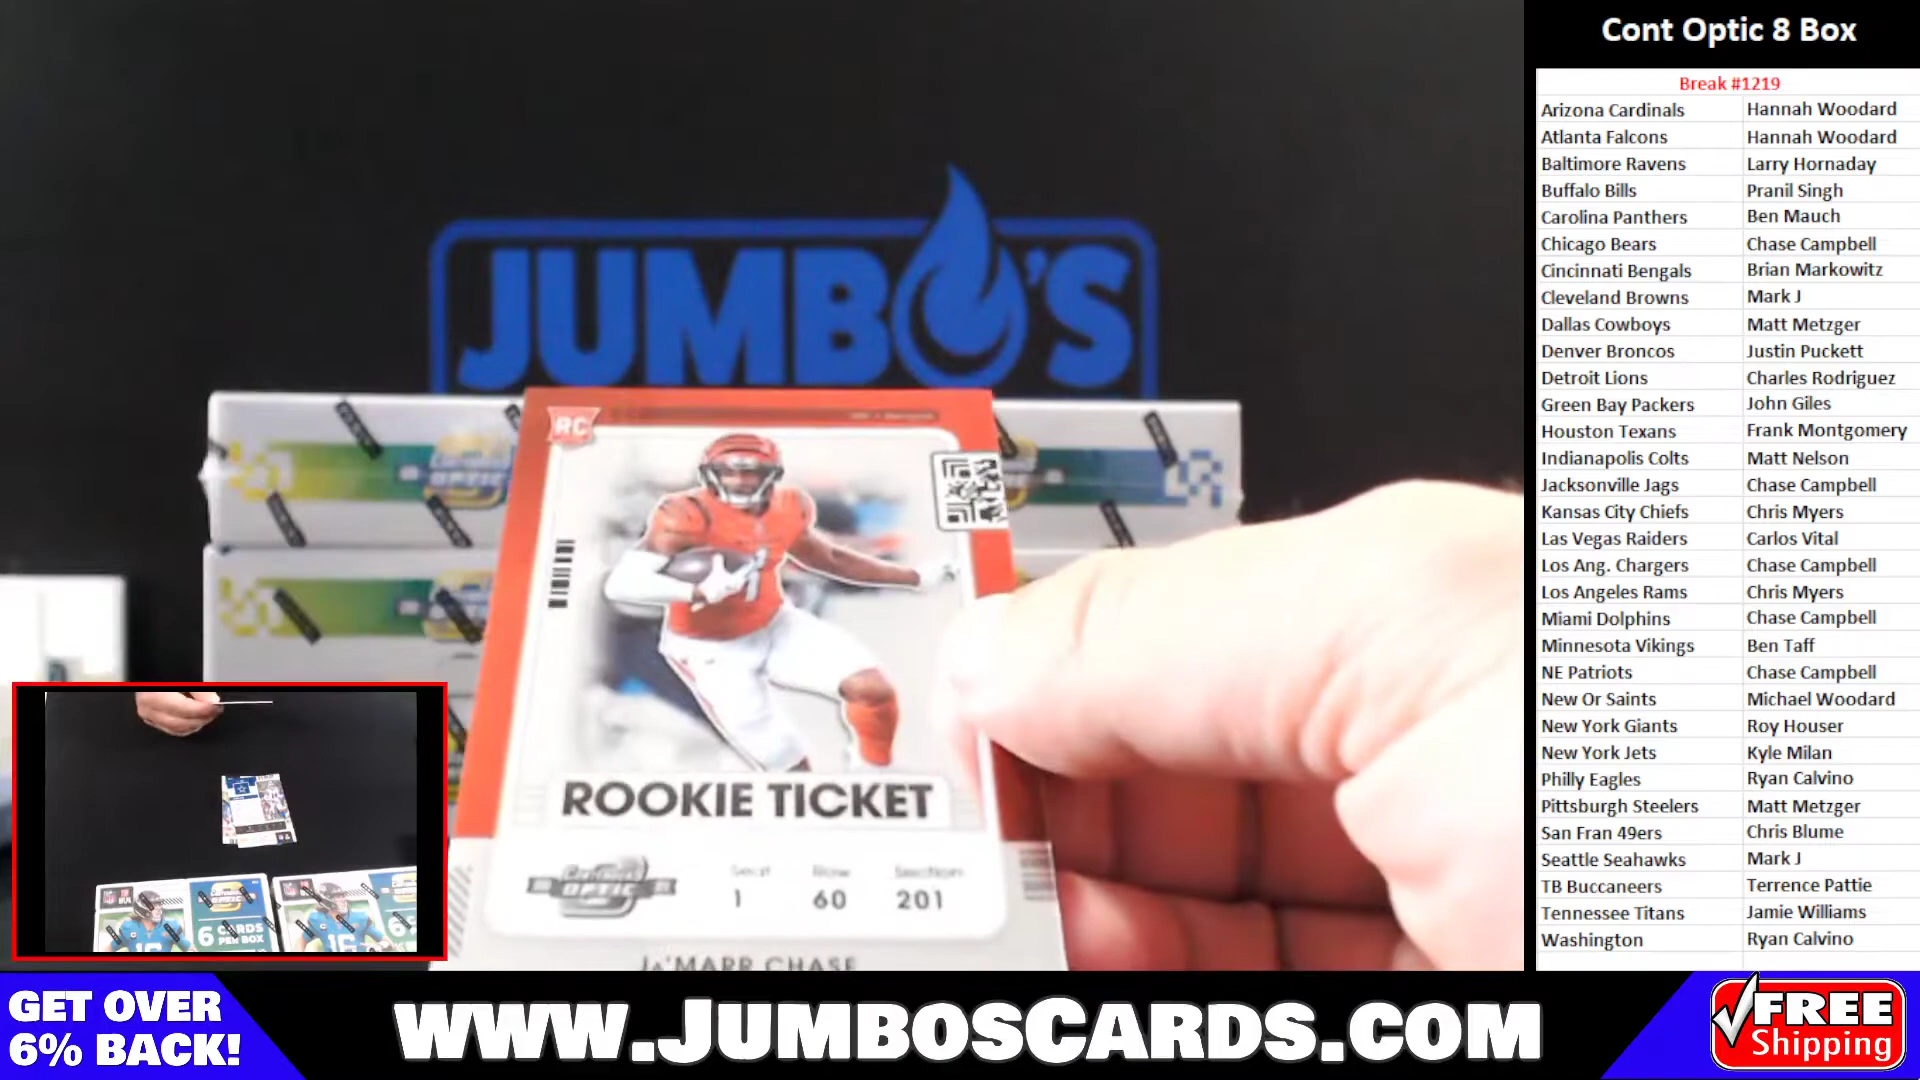 Cont Optic 8 Box
Break #1219
Arizona Cardinals Hannah Woodard
Atlanta Falcons Hannah Woodard
Baltimore Ravens Larry Hornaday
Buffalo Bills Pranil Singh
Carolina Panthers Ben Mauch
Chicago Bears Chase Campbell
Cincinnati Bengals Brian Markowitz
Cleveland Browns Mark J
Dallas Cowboys Matt Metzger
Denver Broncos Justin Puckett
Detroit Lions Charles Rodriguez
Green Bay Packers John Giles
Houston Texans Frank Montgomery
Indianapolis Colts Matt Nelson
Jacksonville Jags Chase Campbell
Kansas City Chiefs Chris Myers
Las Vegas Raiders Carlos Vital
Los Ang. Chargers Chase Campbell
Los Angeles Rams Chris Myers
Miami Dolphins Chase Campbell
Minnesota Vikings Ben Taff
NE Patriots Chase Campbell
New Or Saints Michael Woodard
New York Giants Roy Houser
New York Jets Kyle Milan
Philly Eagles Ryan Calvino
Pittsburgh Steelers Matt Metzger
San Fran 49ers Chris Blume
Seattle Seahawks Mark J
TB Buccaneers Terrence Pattie
Tennessee Titans Jamie Williams
Washington Ryan Calvino
JUMBO'S
RC
ROOKIE TICKET
OPTIC
Seat Row Section
1 60 201
JA'MARR CHASE
6 CARDS
PER BOX
GET OVER
6% BACK!
WWW.JUMBOSCARDS.COM
FREE
Shipping